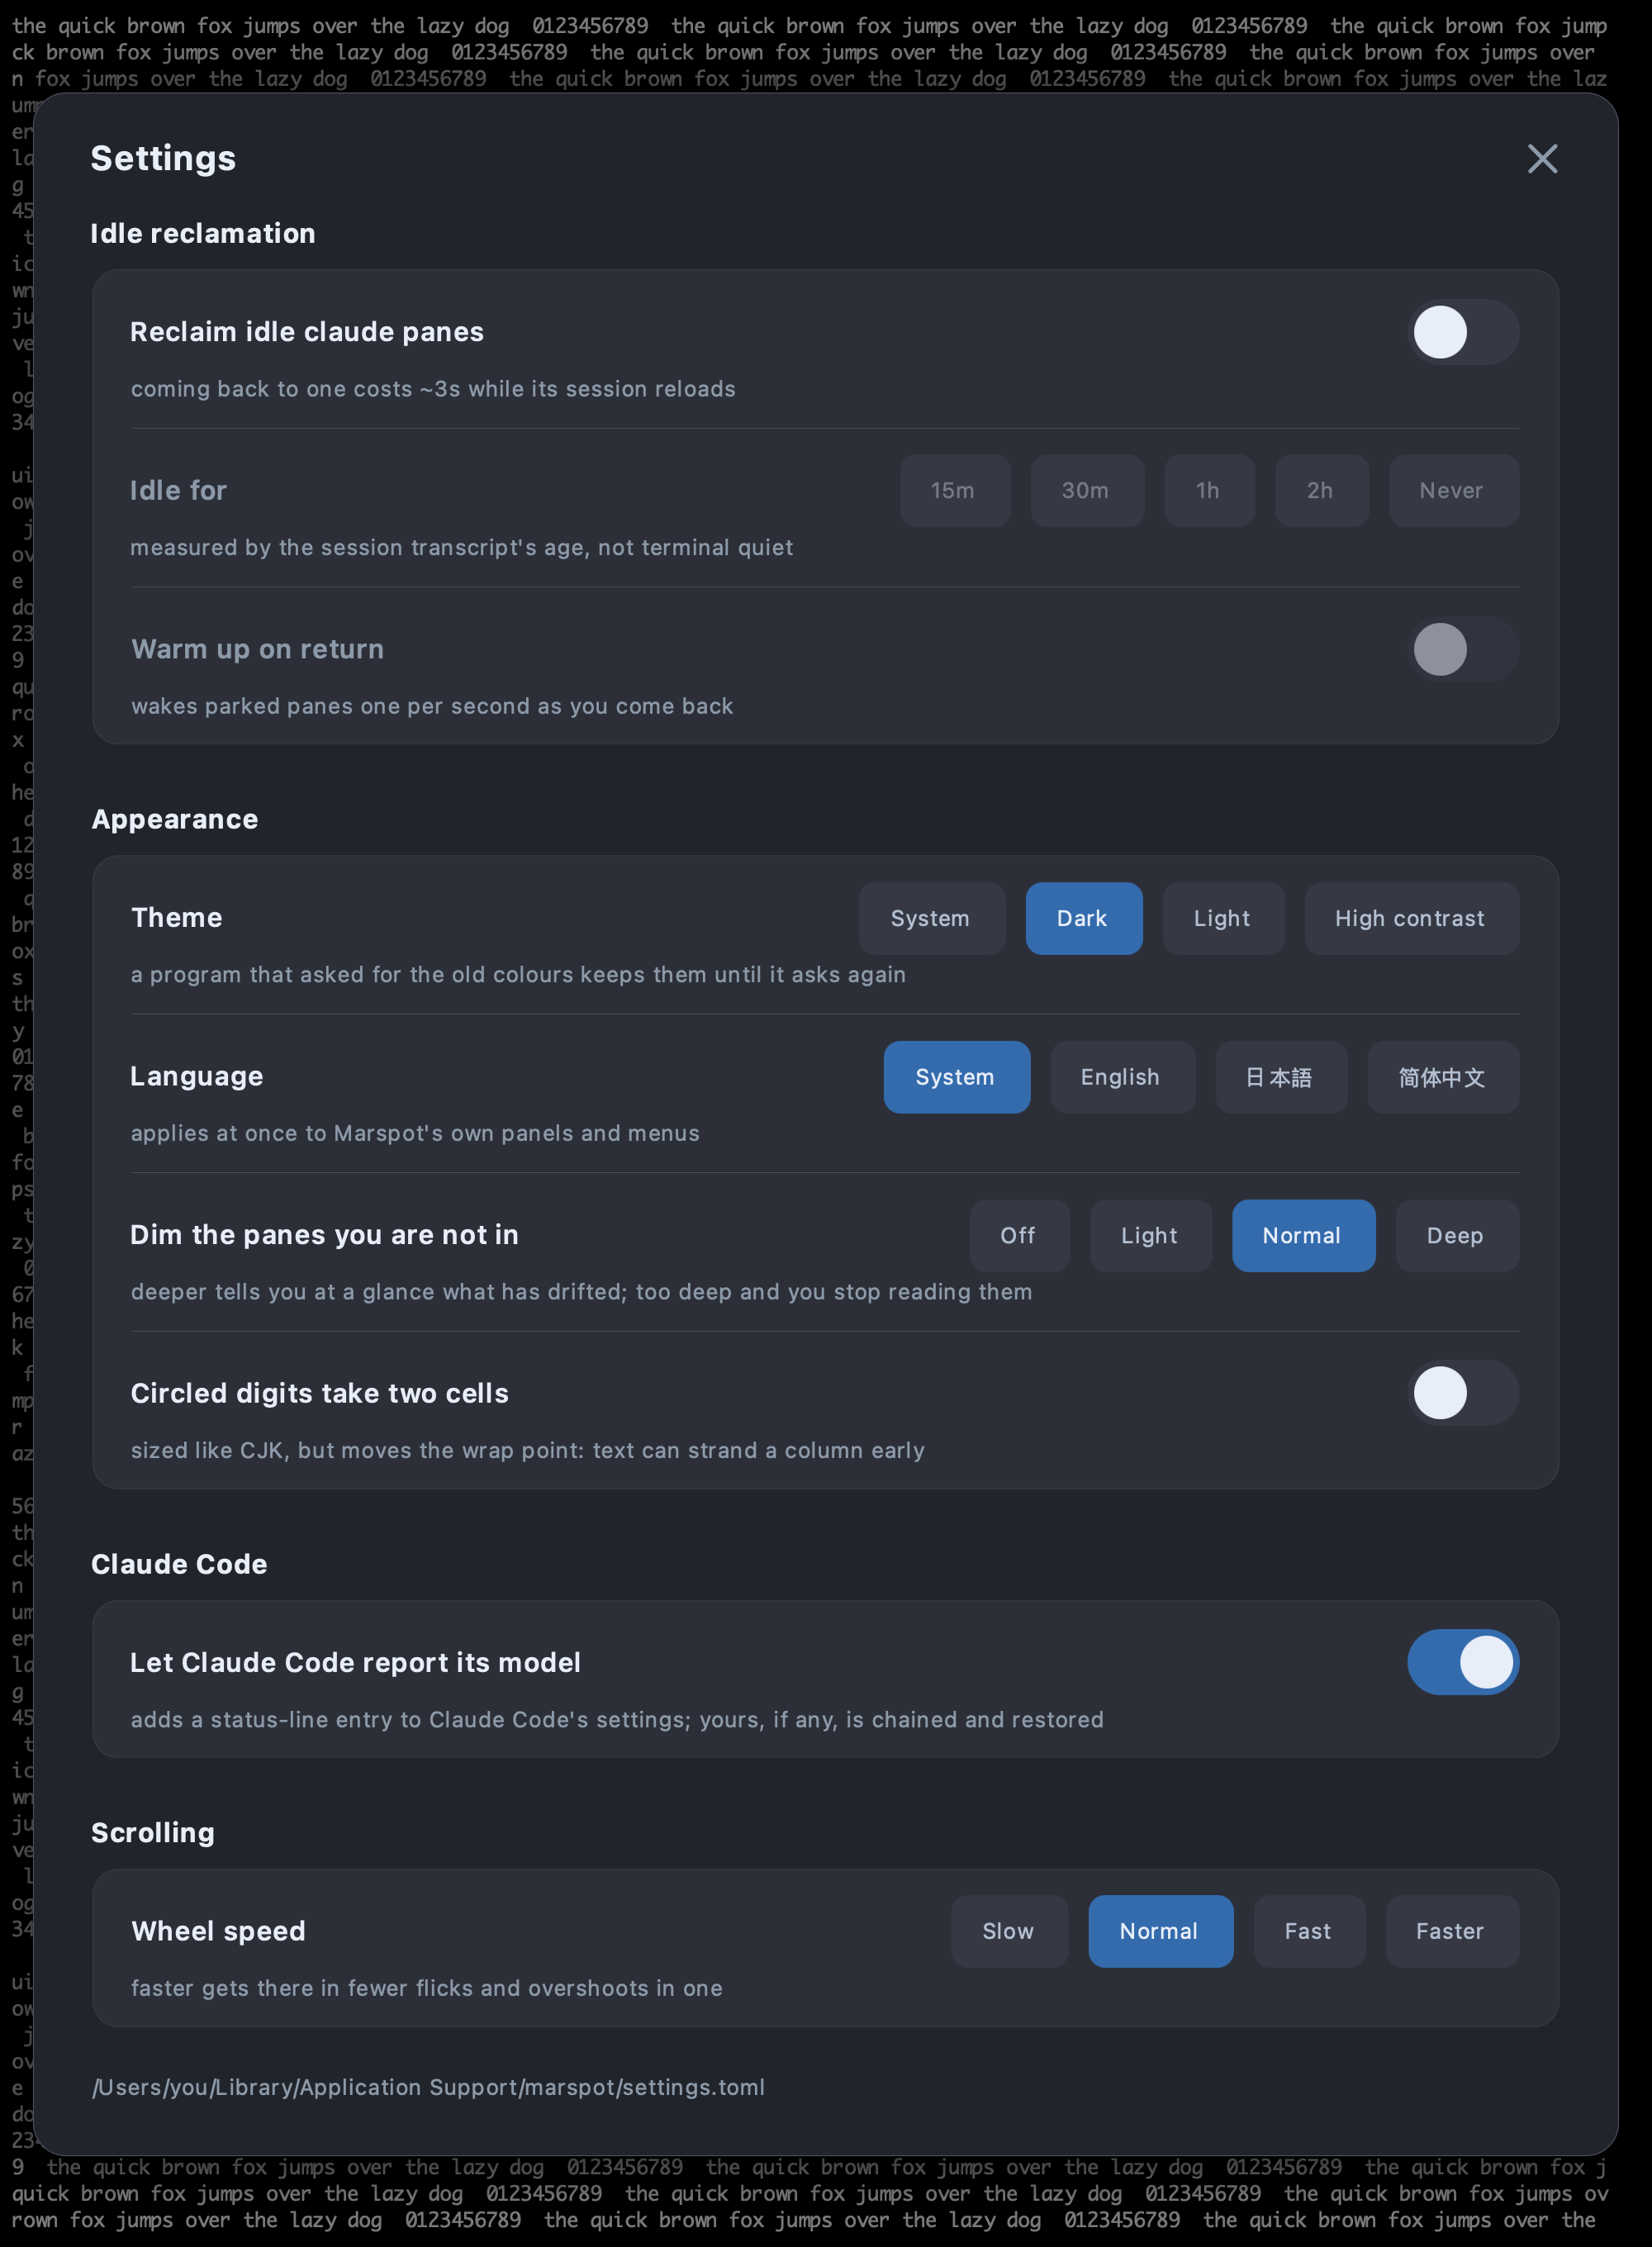 the quick brown fox jumps over the lazy dog  0123456789  the quick brown fox jumps over the lazy dog  0123456789  the quick brown fox jump
ck brown fox jumps over the lazy dog  0123456789  the quick brown fox jumps over the lazy dog  0123456789  the quick brown fox jumps over
n fox jumps over the lazy dog  0123456789  the quick brown fox jumps over the lazy dog  0123456789  the quick brown fox jumps over the laz
Settings
Idle reclamation
Reclaim idle claude panes
coming back to one costs ~3s while its session reloads
Idle for 15m 30m 1h 2h Never
measured by the session transcript's age, not terminal quiet
Warm up on return
wakes parked panes one per second as you come back
Appearance
Theme System Dark Light High contrast
a program that asked for the old colours keeps them until it asks again
Language System English 日本語 简体中文
applies at once to Marspot's own panels and menus
Dim the panes you are not in Off Light Normal Deep
deeper tells you at a glance what has drifted; too deep and you stop reading them
Circled digits take two cells
sized like CJK, but moves the wrap point: text can strand a column early
Claude Code
Let Claude Code report its model
adds a status-line entry to Claude Code's settings; yours, if any, is chained and restored
Scrolling
Wheel speed Slow Normal Fast Faster
faster gets there in fewer flicks and overshoots in one
/Users/you/Library/Application Support/marspot/settings.toml
9  the quick brown fox jumps over the lazy dog  0123456789  the quick brown fox jumps over the lazy dog  0123456789  the quick brown fox j
quick brown fox jumps over the lazy dog  0123456789  the quick brown fox jumps over the lazy dog  0123456789  the quick brown fox jumps ov
rown fox jumps over the lazy dog  0123456789  the quick brown fox jumps over the lazy dog  0123456789  the quick brown fox jumps over the